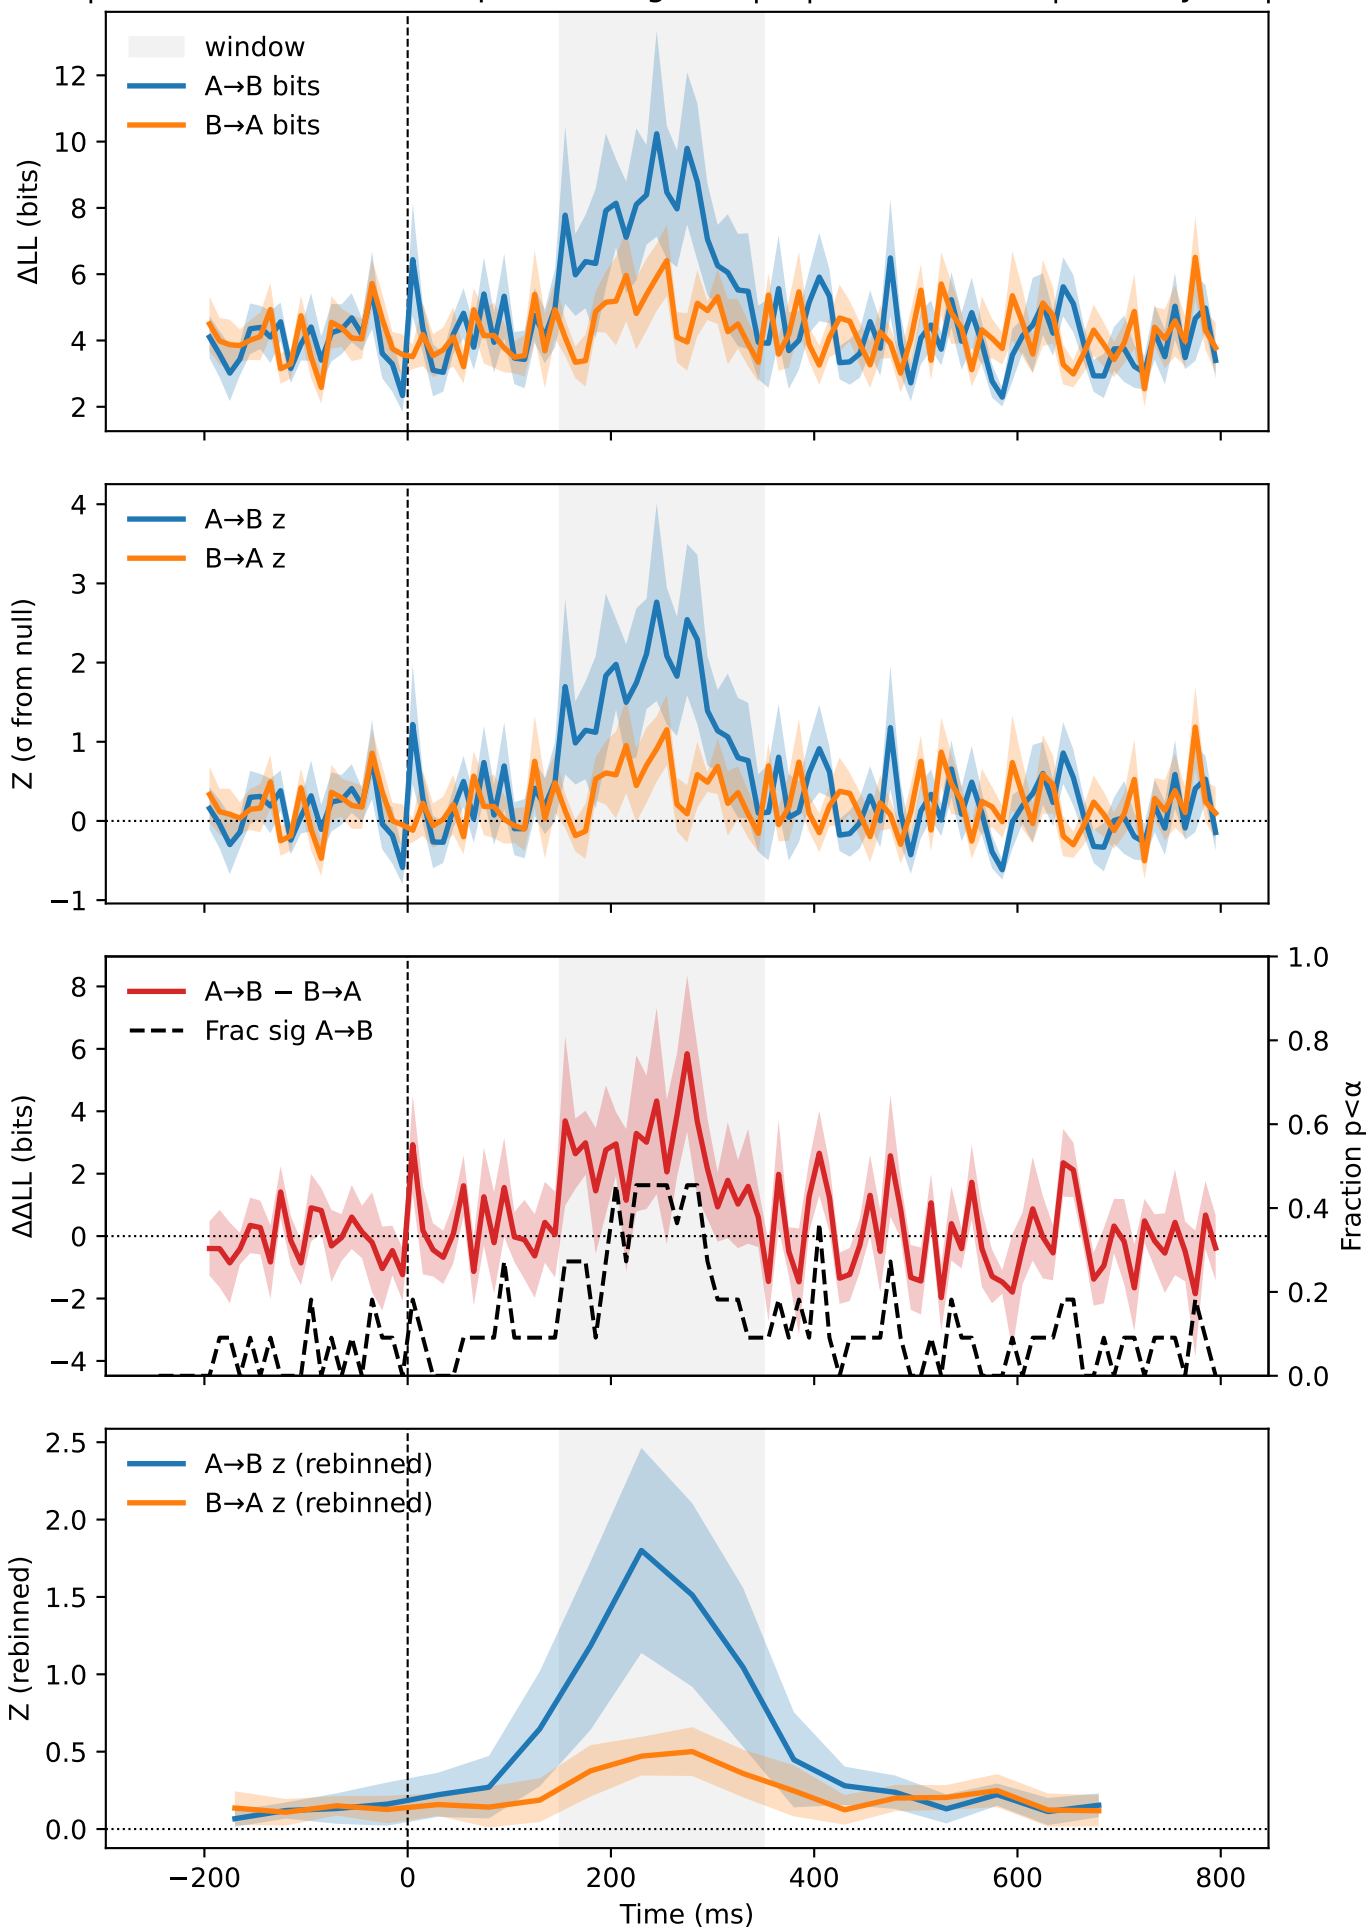 window
A→B bits
B→A bits
ΔLL (bits)
12
10
8
6
4
2
A→B z
B→A z
Z (σ from null)
4
3
2
1
0
−1
A→B − B→A
Frac sig A→B
ΔΔLL (bits)
8
6
4
2
0
−2
−4
1.0
0.8
0.6
0.4
0.2
0.0
Fraction p<α
A→B z (rebinned)
B→A z (rebinned)
Z (rebinned)
2.5
2.0
1.5
1.0
0.5
0.0
−200
0
200
400
600
800
Time (ms)